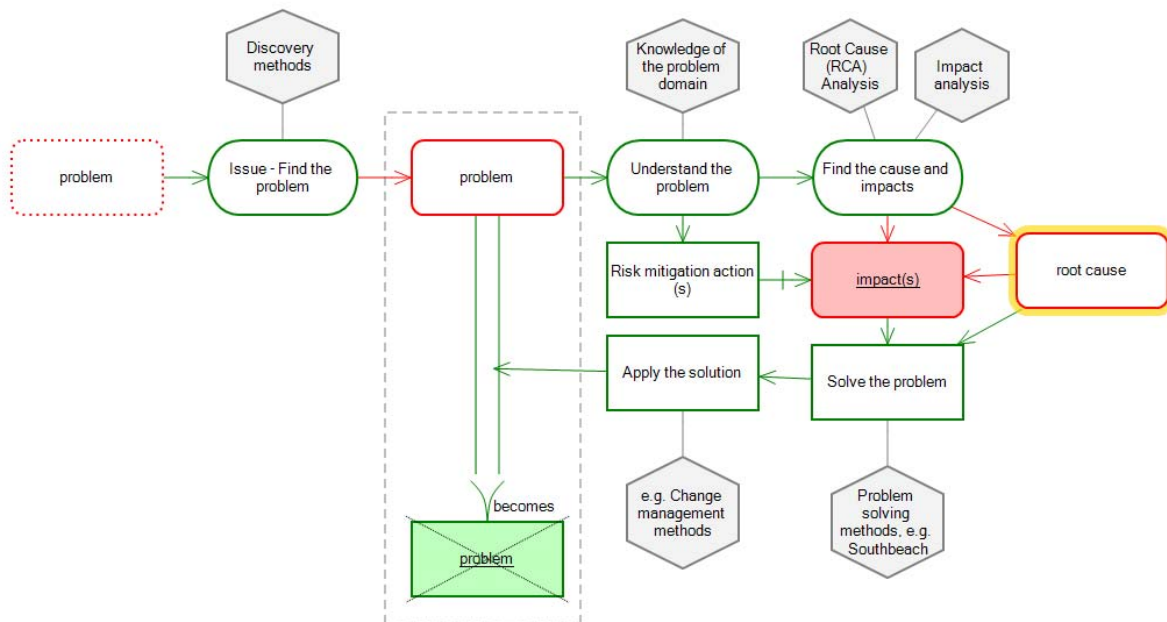 Discovery
methods
Knowledge of
the problem
domain
Root Cause
(RCA)
Analysis
Impact
analysis
problem
Issue - Find the
problem
problem
Understand the
problem
Find the cause and
impacts
Risk mitigation action
(s)
impact(s)
root cause
Apply the solution
Solve the problem
e.g. Change
management
methods
Problem
solving
methods, e.g.
Southbeach
becomes
problem